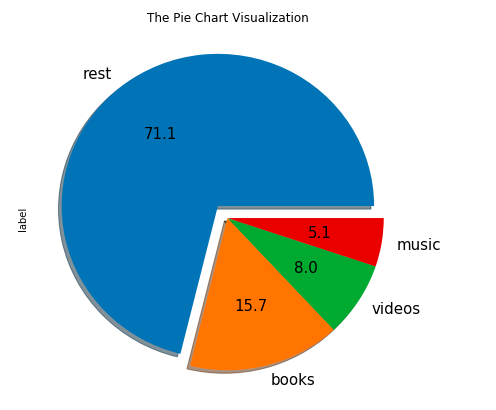 The Pie Chart Visualization
rest
71.1
label
5.1
music
8.0
videos
15.7
books